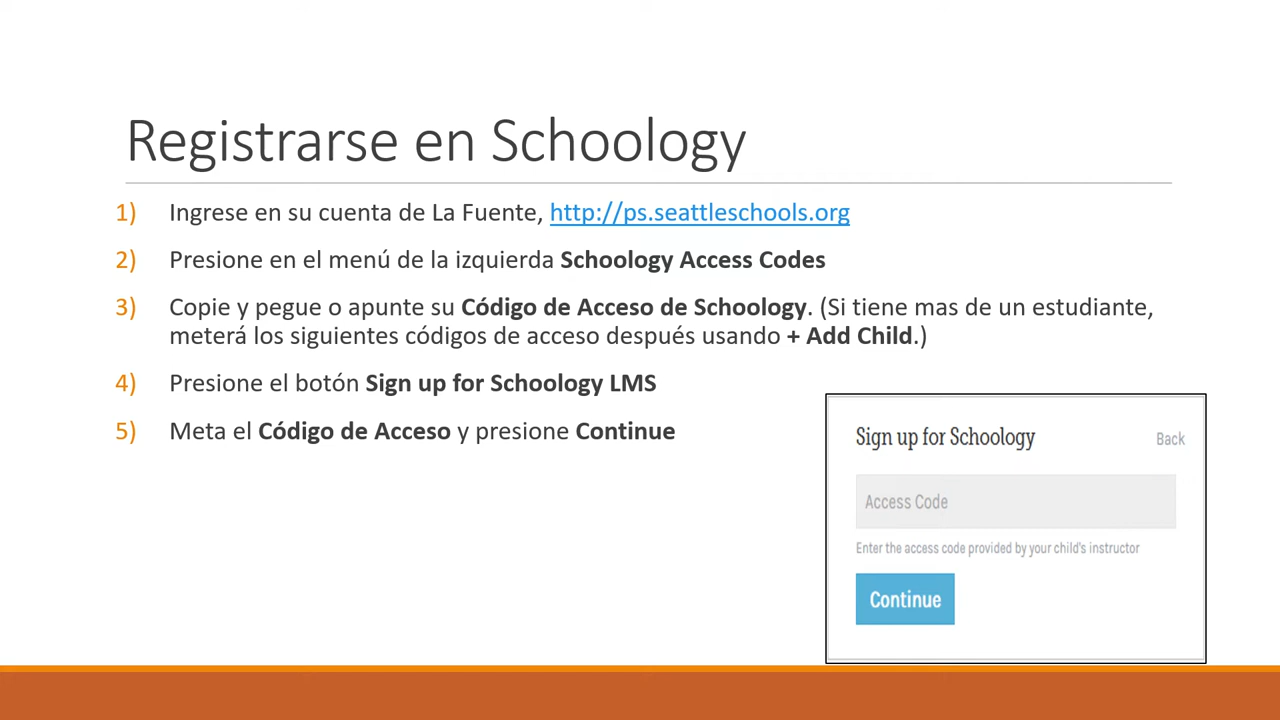 Registrarse en Schoology
1) Ingrese en su cuenta de La Fuente, http://ps.seattleschools.org
2) Presione en el menú de la izquierda Schoology Access Codes
3) Copie y pegue o apunte su Código de Acceso de Schoology. (Si tiene mas de un estudiante,
meterá los siguientes códigos de acceso después usando + Add Child.)
4) Presione el botón Sign up for Schoology LMS
5) Meta el Código de Acceso y presione Continue
Sign up for Schoology Back
Access Code
Enter the access code provided by your child's instructor
Continue